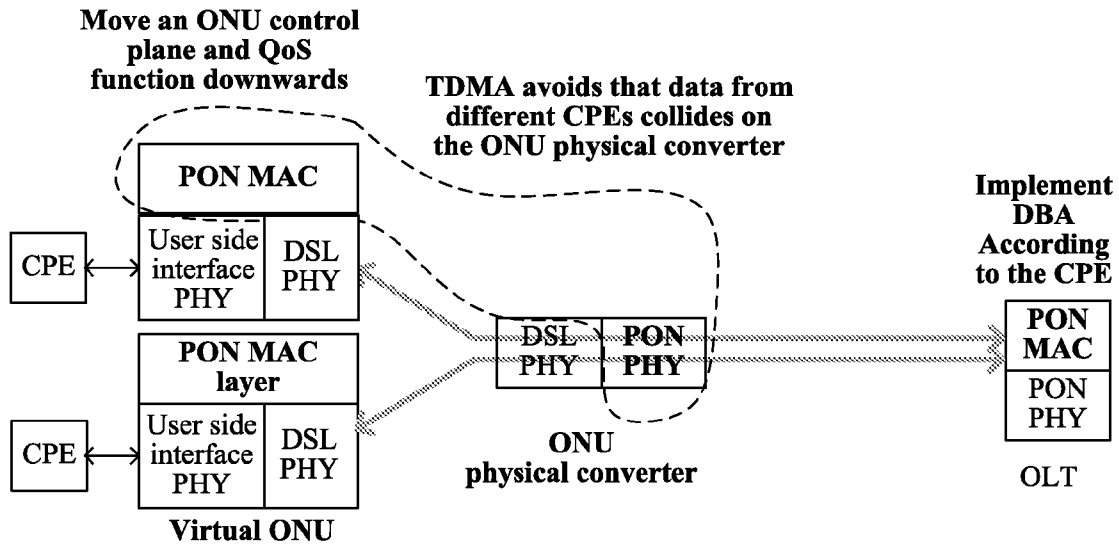 Move an ONU control
plane and QoS
function downwards
TDMA avoids that data from
different CPEs collides on
the ONU physical converter
PON MAC
CPE
User side
interface
PHY
DSL
PHY
PON MAC
layer
CPE
User side
interface
PHY
DSL
PHY
Virtual ONU
DSL
PHY
PON
PHY
ONU
physical converter
Implement
DBA
According
to the CPE
PON
MAC
PON
PHY
OLT